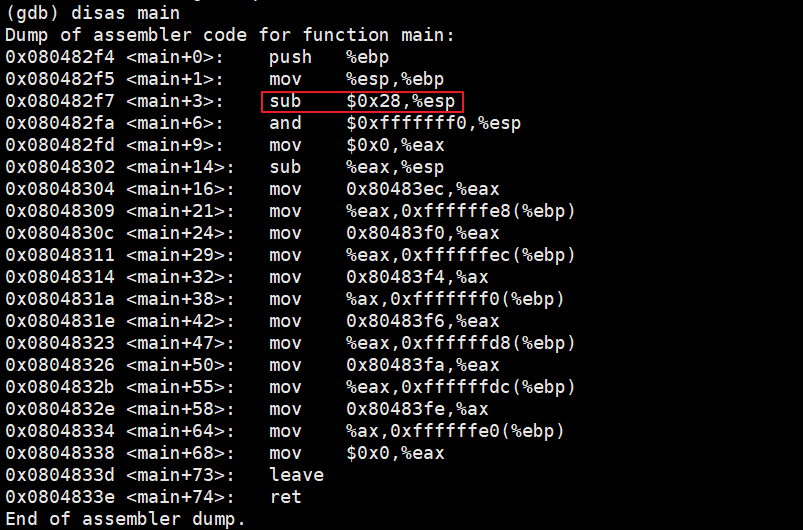 (gdb) disas main
Dump of assembler code for function main:
0x080482f4 <main+0>:    push   %ebp
0x080482f5 <main+1>:    mov    %esp,%ebp
0x080482f7 <main+3>:    sub    $0x28,%esp
0x080482fa <main+6>:    and    $0xfffffff0,%esp
0x080482fd <main+9>:    mov    $0x0,%eax
0x08048302 <main+14>:   sub    %eax,%esp
0x08048304 <main+16>:   mov    0x80483ec,%eax
0x08048309 <main+21>:   mov    %eax,0xffffffe8(%ebp)
0x0804830c <main+24>:   mov    0x80483f0,%eax
0x08048311 <main+29>:   mov    %eax,0xffffffec(%ebp)
0x08048314 <main+32>:   mov    0x80483f4,%ax
0x0804831a <main+38>:   mov    %ax,0xfffffff0(%ebp)
0x0804831e <main+42>:   mov    0x80483f6,%eax
0x08048323 <main+47>:   mov    %eax,0xffffffd8(%ebp)
0x08048326 <main+50>:   mov    0x80483fa,%eax
0x0804832b <main+55>:   mov    %eax,0xffffffdc(%ebp)
0x0804832e <main+58>:   mov    0x80483fe,%ax
0x08048334 <main+64>:   mov    %ax,0xffffffe0(%ebp)
0x08048338 <main+68>:   mov    $0x0,%eax
0x0804833d <main+73>:   leave
0x0804833e <main+74>:   ret
End of assembler dump.